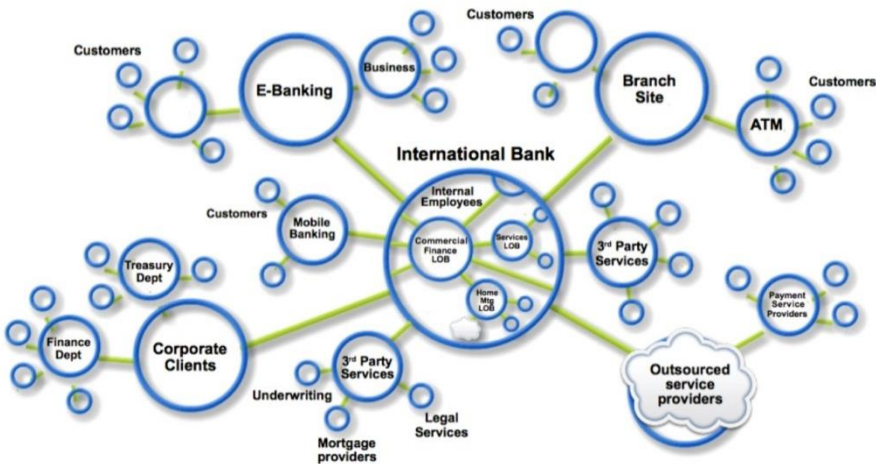 Customers
E-Banking
Business
Customers
Branch
Site
ATM
Customers
International Bank
Internal
Employees
Commercial
Finance
LOB
Services
LOB
Home
Mtg
LOB
Customers
Mobile
Banking
3rd Party
Services
Treasury
Dept
Finance
Dept
Corporate
Clients
3rd Party
Services
Underwriting
Mortgage
providers
Legal
Services
Payment
Service
Providers
Outsourced
service
providers